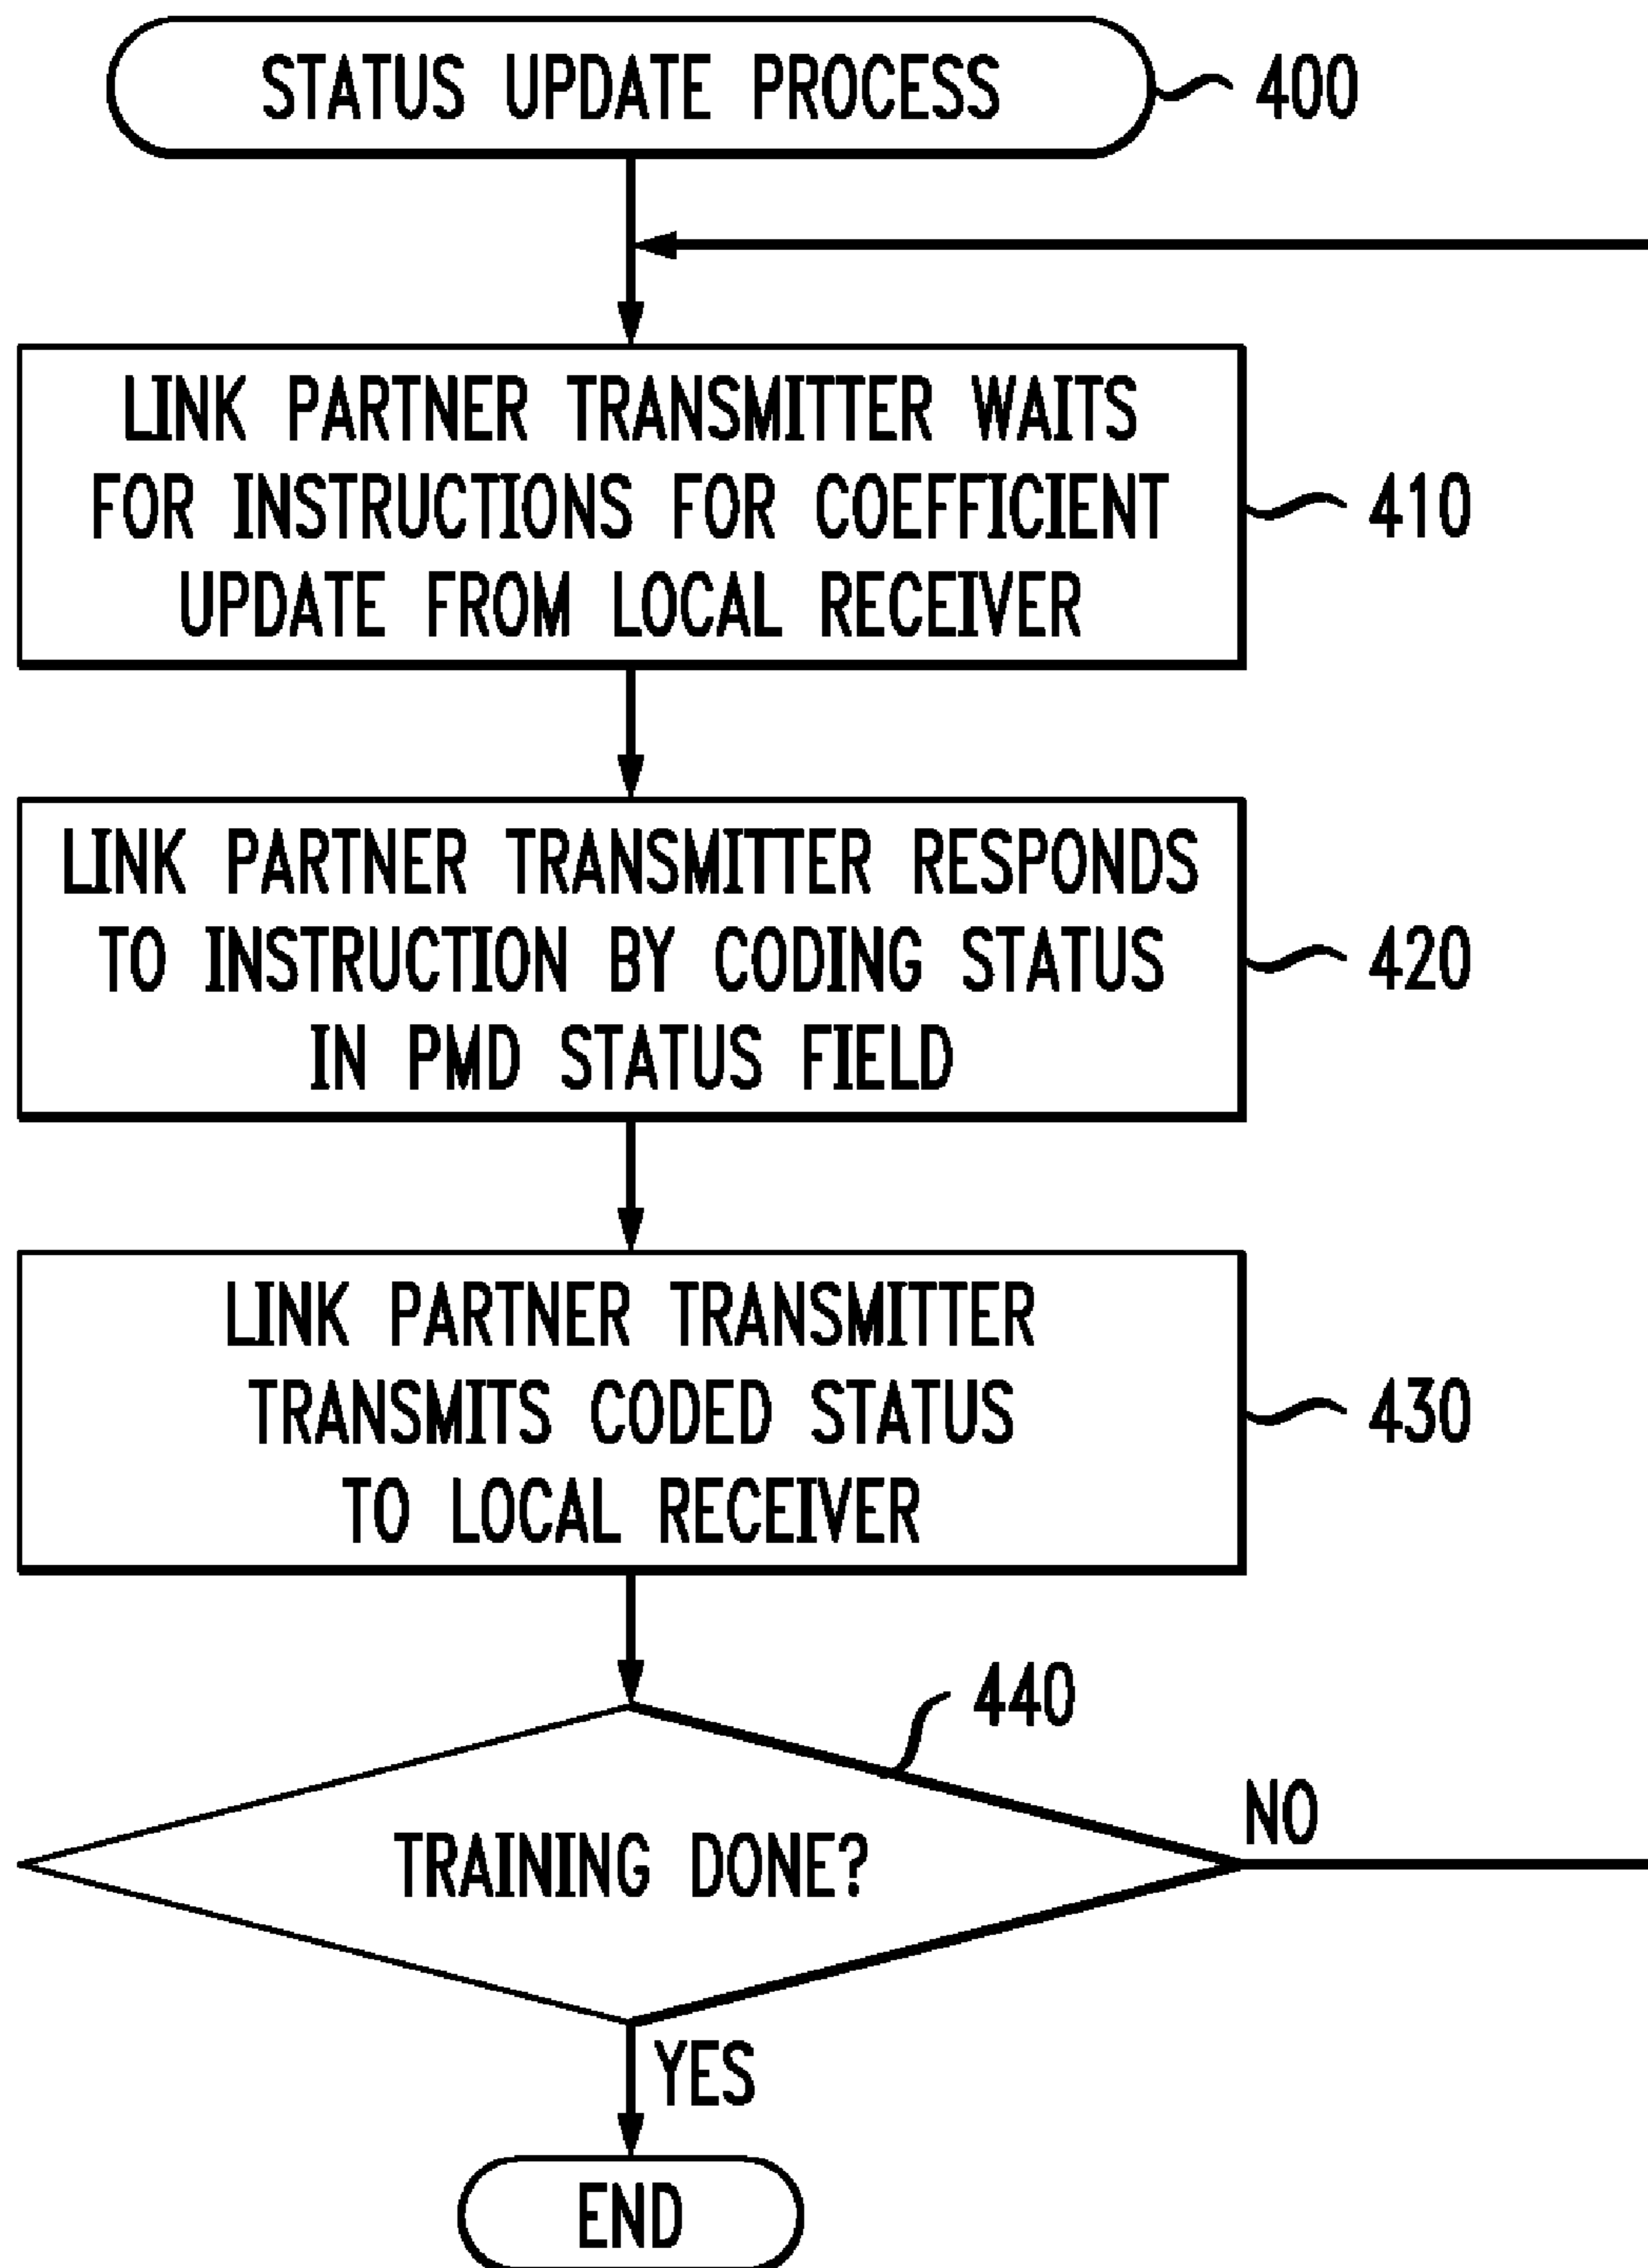 STATUS UPDATE PROCESS
400
LINK PARTNER TRANSMITTER WAITS
FOR INSTRUCTIONS FOR COEFFICIENT
UPDATE FROM LOCAL RECEIVER
410
LINK PARTNER TRANSMITTER RESPONDS
TO INSTRUCTION BY CODING STATUS
IN PMD STATUS FIELD
420
LINK PARTNER TRANSMITTER
TRANSMITS CODED STATUS
TO LOCAL RECEIVER
430
440
TRAINING DONE?
NO
YES
END